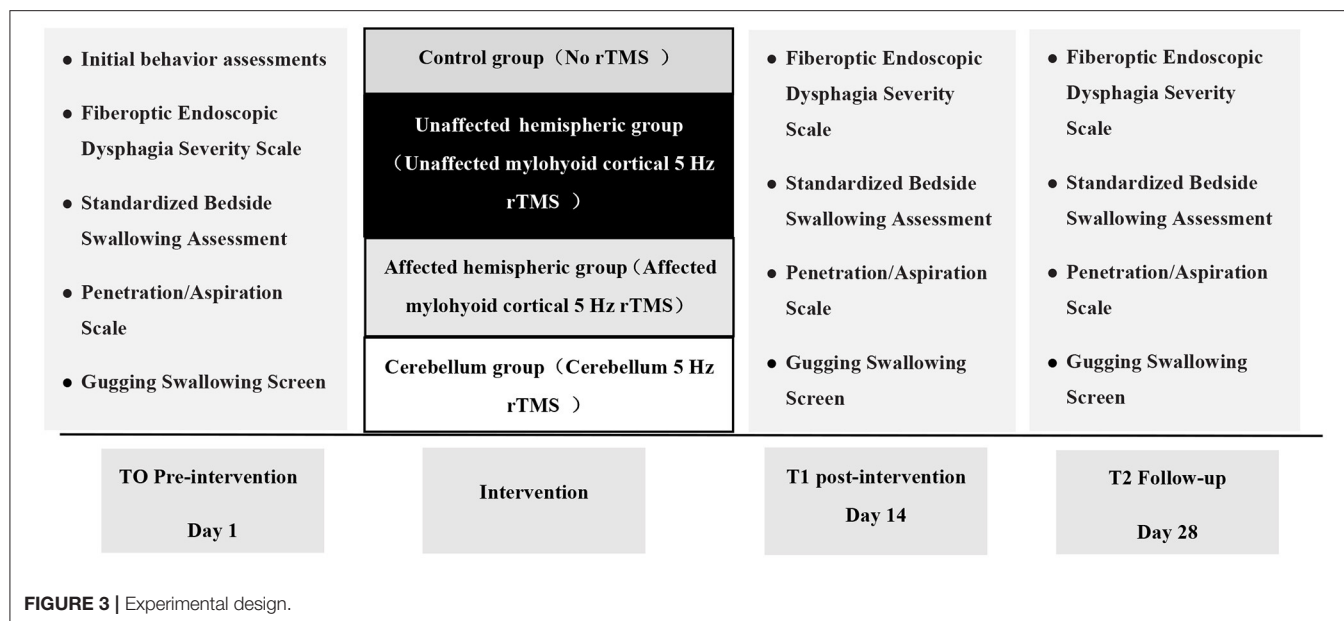 ● Initial behavior assessments
● Fiberoptic Endoscopic
Dysphagia Severity Scale
● Standardized Bedside
Swallowing Assessment
● Penetration/Aspiration
Scale
● Gugging Swallowing Screen
Control group（No rTMS ）
Unaffected hemispheric group
（Unaffected mylohyoid cortical 5 Hz
rTMS ）
Affected hemispheric group（Affected
mylohyoid cortical 5 Hz rTMS）
Cerebellum group（Cerebellum 5 Hz
rTMS ）
● Fiberoptic Endoscopic
Dysphagia Severity
Scale
● Standardized Bedside
Swallowing Assessment
● Penetration/Aspiration
Scale
● Gugging Swallowing
Screen
● Fiberoptic Endoscopic
Dysphagia Severity
Scale
● Standardized Bedside
Swallowing Assessment
● Penetration/Aspiration
Scale
● Gugging Swallowing
Screen
TO Pre-intervention
Day 1
Intervention
T1 post-intervention
Day 14
T2 Follow-up
Day 28
FIGURE 3 | Experimental design.